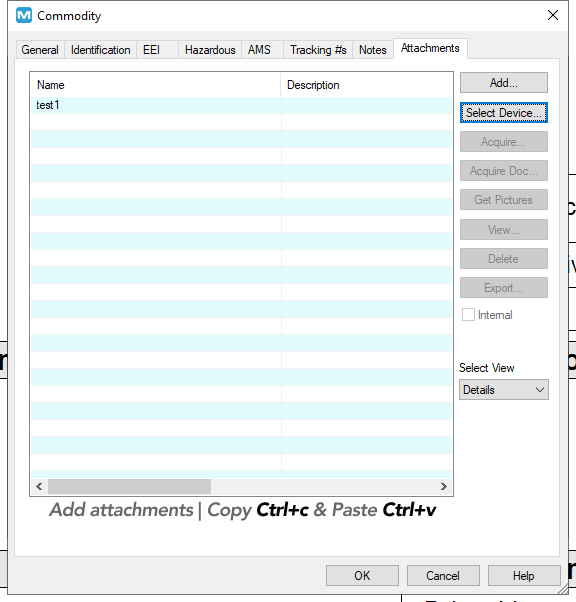 Commodity
General Identification EEI Hazardous AMS Tracking #s Notes Attachments
Name Description
test1
Add...
Select Device...
Acquire...
Acquire Doc...
Get Pictures
View...
Delete
Export...
Internal
Select View
Details
Add attachments | Copy Ctrl+c & Paste Ctrl+v
OK Cancel Help